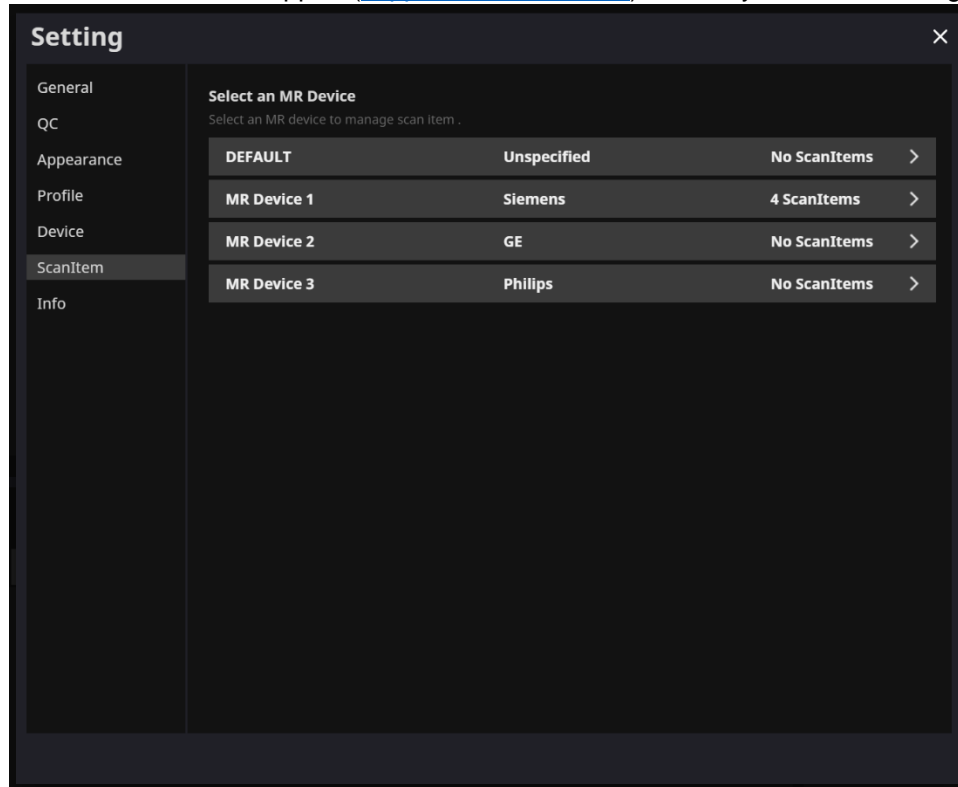 Setting
General
QC
Appearance
Profile
Device
ScanItem
Info
Select an MR Device
Select an MR device to manage scan item .
DEFAULT Unspecified No ScanItems
MR Device 1 Siemens 4 ScanItems
MR Device 2 GE No ScanItems
MR Device 3 Philips No ScanItems